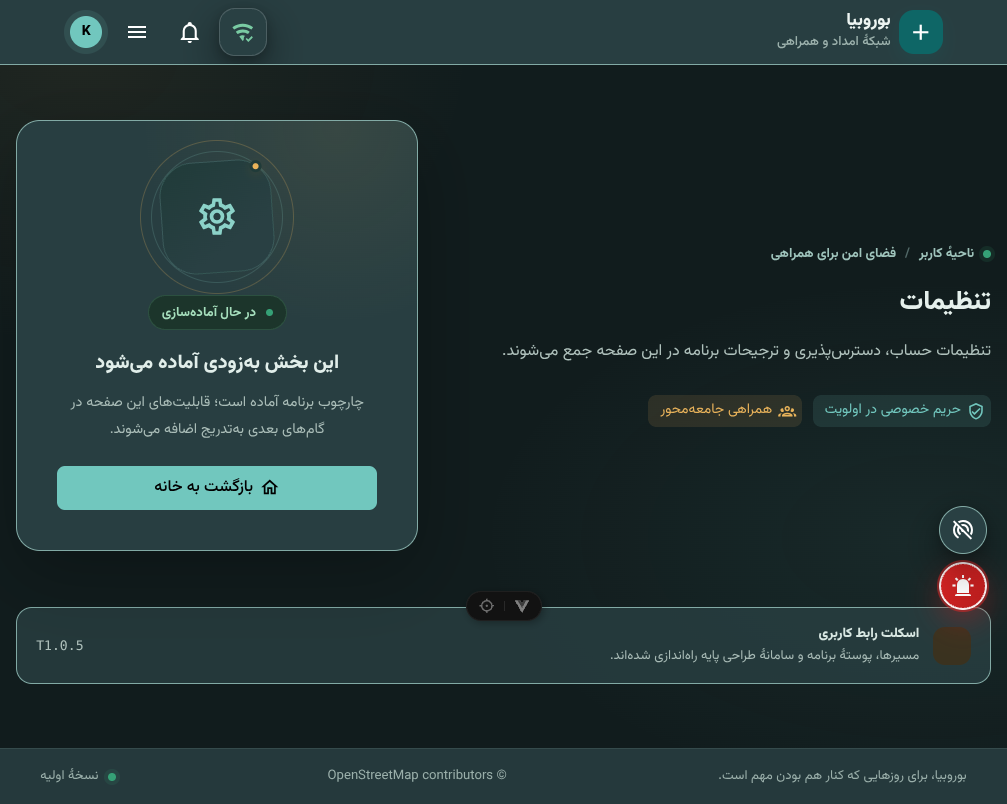 بوروبیا
شبکهٔ امداد و همراهی
K
ناحیهٔ کاربر / فضای امن برای همراهی
تنظیمات
تنظیمات حساب، دسترس‌پذیری و ترجیحات برنامه در این صفحه جمع می‌شوند.
حریم خصوصی در اولویت
همراهی جامعه‌محور
در حال آماده‌سازی
این بخش به‌زودی آماده می‌شود
چارچوب برنامه آماده است؛ قابلیت‌های این صفحه در
گام‌های بعدی به‌تدریج اضافه می‌شوند.
بازگشت به خانه
اسکلت رابط کاربری
مسیرها، پوستهٔ برنامه و سامانهٔ طراحی پایه راه‌اندازی شده‌اند.
T1.0.5
بوروبیا، برای روزهایی که کنار هم بودن مهم است.
© OpenStreetMap contributors
نسخهٔ اولیه